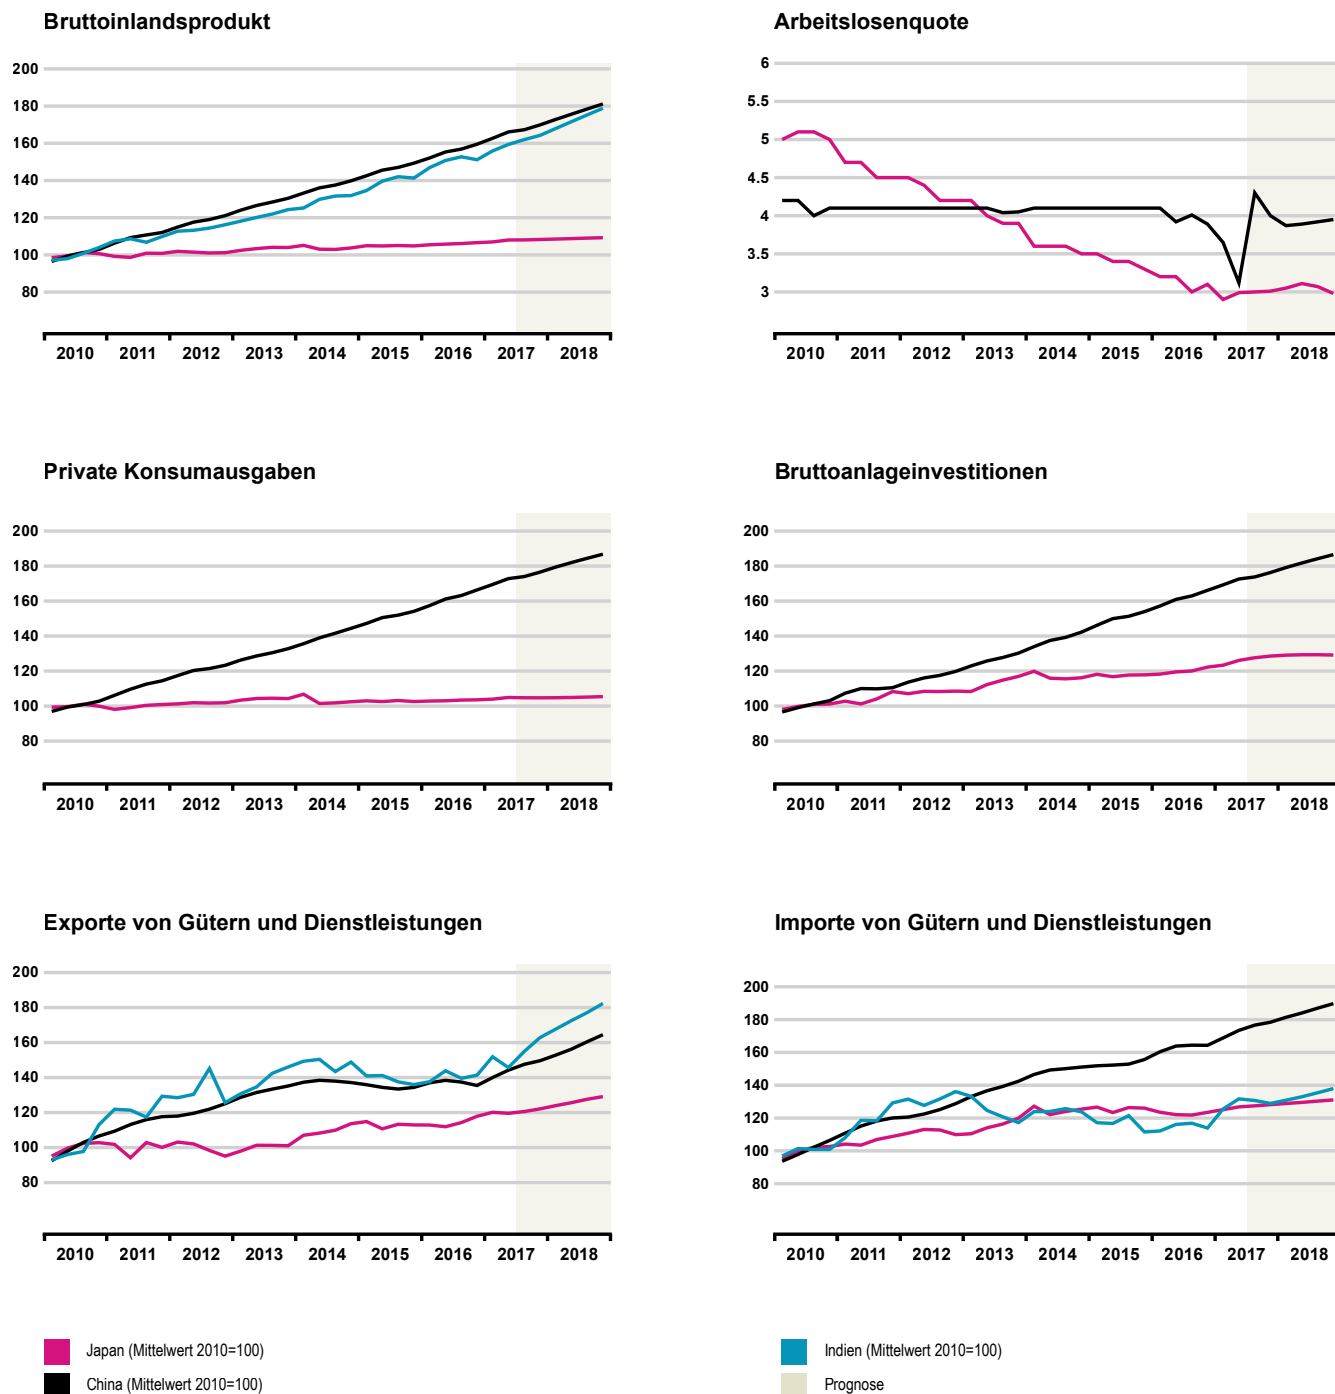 Bruttoinlandsprodukt
200
180
160
140
120
100
80
2010 2011 2012 2013 2014 2015 2016 2017 2018
Arbeitslosenquote
6
5.5
5
4.5
4
3.5
3
2010 2011 2012 2013 2014 2015 2016 2017 2018
Private Konsumausgaben
200
180
160
140
120
100
80
2010 2011 2012 2013 2014 2015 2016 2017 2018
Bruttoanlageinvestitionen
200
180
160
140
120
100
80
2010 2011 2012 2013 2014 2015 2016 2017 2018
Exporte von Gütern und Dienstleistungen
200
180
160
140
120
100
80
2010 2011 2012 2013 2014 2015 2016 2017 2018
Importe von Gütern und Dienstleistungen
200
180
160
140
120
100
80
2010 2011 2012 2013 2014 2015 2016 2017 2018
Japan (Mittelwert 2010=100)
China (Mittelwert 2010=100)
Indien (Mittelwert 2010=100)
Prognose